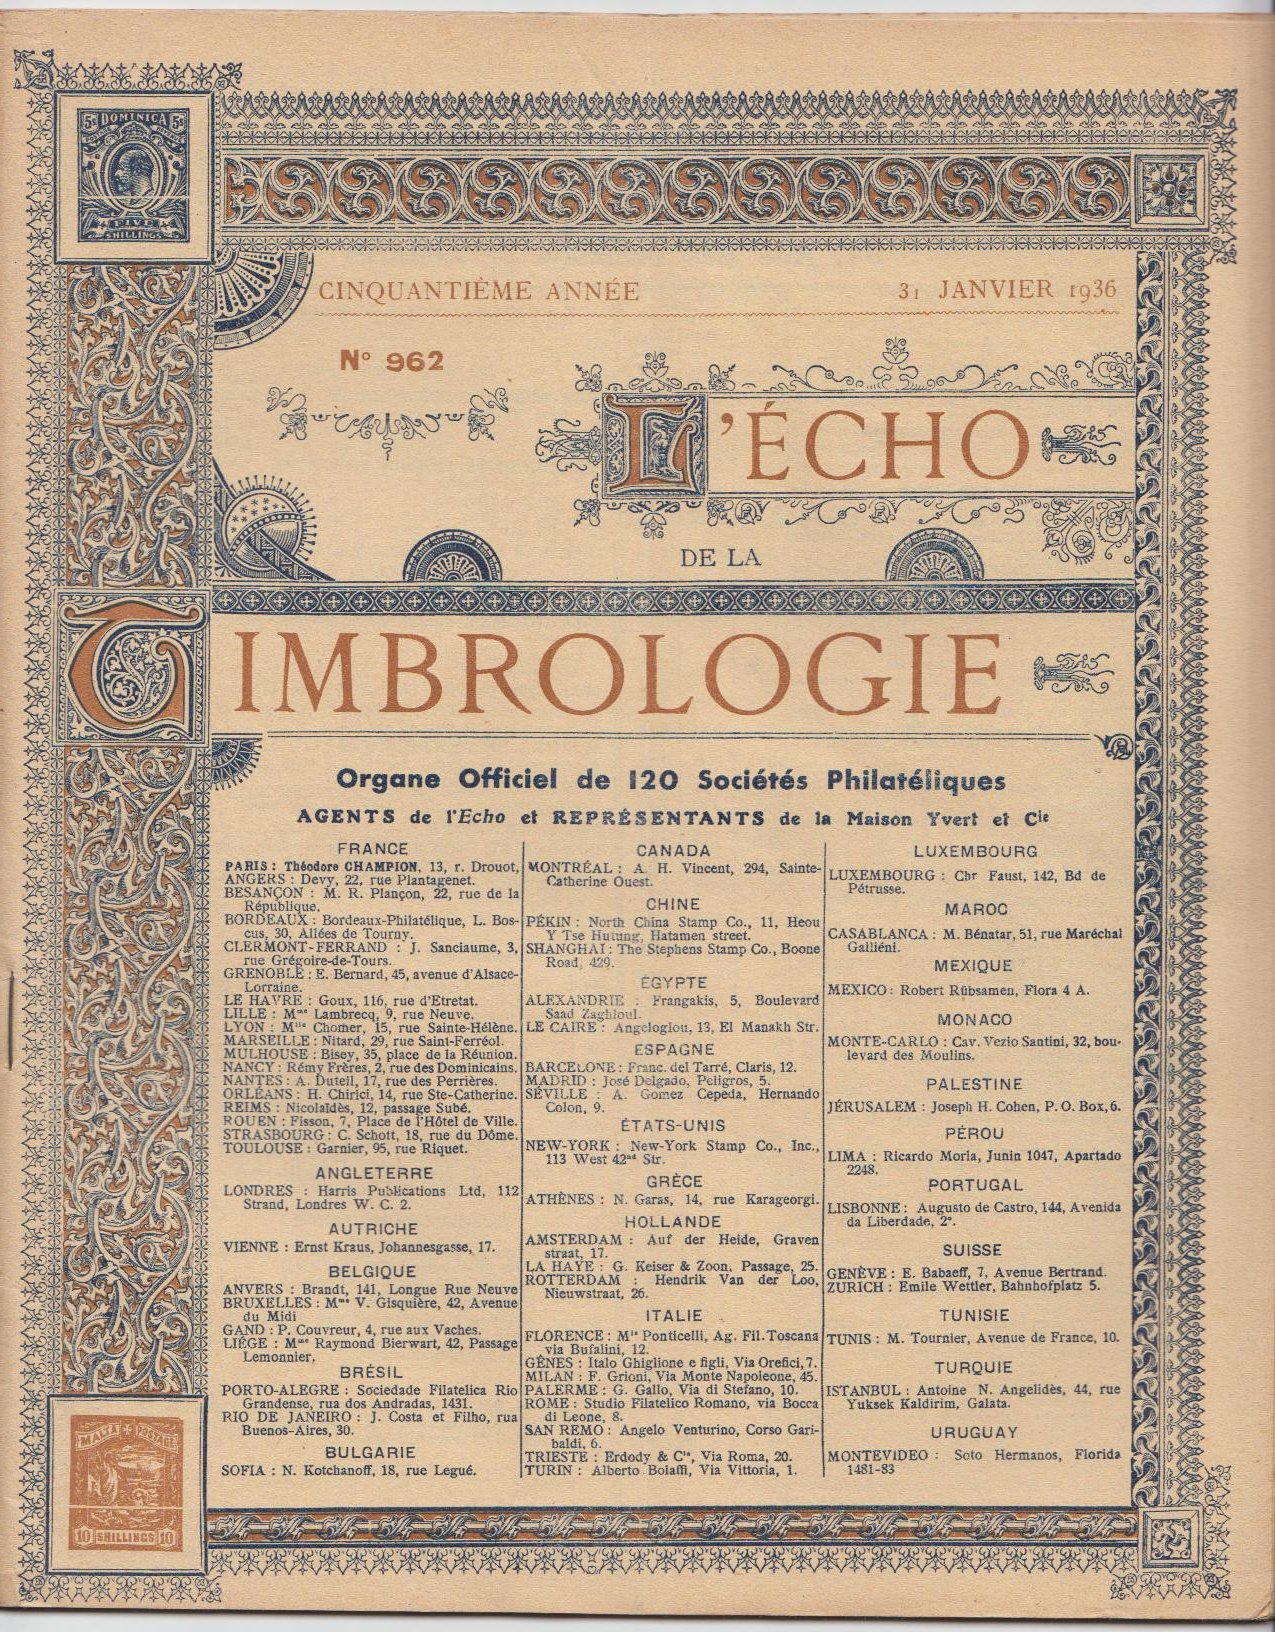 5s DOMINICA 5s
FIVE
SHILLINGS
CINQUANTIÈME ANNÉE
31 JANVIER 1936
N° 962
L'ÉCHO
DE LA
TIMBROLOGIE
Organe Officiel de 120 Sociétés Philatéliques
AGENTS de l'Echo et REPRÉSENTANTS de la Maison Yvert et Cie
FRANCE
PARIS : Théodore CHAMPION, 13, r. Drouot,
ANGERS : Devy, 22, rue Plantagenet.
BESANÇON : M. R. Plançon, 22, rue de la
République.
BORDEAUX : Bordeaux-Philatélique, L. Bos-
cus, 30, Allées de Tourny.
CLERMONT-FERRAND : J. Sanciaume, 3,
rue Grégoire-de-Tours.
GRENOBLE : E. Bernard, 45, avenue d'Alsace-
Lorraine.
LE HAVRE : Goux, 116, rue d'Etretat.
LILLE : Mme Lambrecq, 9, rue Neuve.
LYON : Mlle Chomer, 15, rue Sainte-Hélène.
MARSEILLE : Nitard, 29, rue Saint-Ferréol.
MULHOUSE : Bisey, 35, place de la Réunion.
NANCY : Rémy Frères, 2, rue des Dominicains.
NANTES : A. Duteil, 17, rue des Perrières.
ORLÉANS : H. Chirici, 14, rue Ste-Catherine.
REIMS : Nicolaïdès, 12, passage Subé.
ROUEN : Fisson, 7, Place de l'Hôtel de Ville.
STRASBOURG : C. Schott, 18, rue du Dôme.
TOULOUSE : Garnier, 95, rue Riquet.
ANGLETERRE
LONDRES : Harris Publications Ltd, 112
Strand, Londres W. C. 2.
AUTRICHE
VIENNE : Ernst Kraus, Johannesgasse, 17.
BELGIQUE
ANVERS : Brandt, 141, Longue Rue Neuve
BRUXELLES : Mme V. Gisquière, 42, Avenue
du Midi
GAND : P. Couvreur, 4, rue aux Vaches.
LIÉGE : Mme Raymond Bierwart, 42, Passage
Lemonnier.
BRÉSIL
PORTO-ALEGRE : Sociedade Filatelica Rio
Grandense, rua dos Andradas, 1431.
RIO DE JANEIRO : J. Costa et Filho, rua
Buenos-Aires, 30.
BULGARIE
SOFIA : N. Kotchanoff, 18, rue Legué.
CANADA
MONTRÉAL : A. H. Vincent, 294, Sainte-
Catherine Ouest.
CHINE
PÉKIN : North China Stamp Co., 11, Heou
Y Tse Hutung, Hatamen street.
SHANGHAI : The Stephens Stamp Co., Boone
Road, 429.
ÉGYPTE
ALEXANDRIE : Frangakis, 5, Boulevard
Saad Zaghloul.
LE CAIRE : Angeloglou, 13, El Manakh Str.
ESPAGNE
BARCELONE : Franc. del Tarré, Claris, 12.
MADRID : José Delgado, Peligros, 5.
SÉVILLE : A. Gomez Cepeda, Hernando
Colon, 9.
ÉTATS-UNIS
NEW-YORK : New-York Stamp Co., Inc.,
113 West 42nd Str.
GRÈCE
ATHÈNES : N. Garas, 14, rue Karageorgi.
HOLLANDE
AMSTERDAM : Auf der Heide, Graven
straat, 17.
LA HAYE : G. Keiser & Zoon, Passage, 25.
ROTTERDAM : Hendrik Van der Loo,
Nieuwstraat, 26.
ITALIE
FLORENCE : Mis Ponticelli, Ag. Fil. Toscana
via Bufalini, 12.
GÊNES : Italo Ghiglione e figli, Via Orefici, 7.
MILAN : F. Grioni, Via Monte Napoleone, 45.
PALERME : G. Gallo, Via di Stefano, 10.
ROME : Studio Filatelico Romano, via Bocca
di Leone, 8.
SAN REMO : Angelo Venturino, Corso Gari-
baldi, 6.
TRIESTE : Erdody & Cie, Via Roma, 20.
TURIN : Alberto Bolaffi, Via Vittoria, 1.
LUXEMBOURG
LUXEMBOURG : Chr Faust, 142, Bd de
Pétrusse.
MAROC
CASABLANCA : M. Bénatar, 51, rue Maréchal
Galliéni.
MEXIQUE
MEXICO : Robert Rübsamen, Flora 4 A.
MONACO
MONTE-CARLO : Cav. Vezio Santini, 32, bou-
levard des Moulins.
PALESTINE
JÉRUSALEM : Joseph H. Cohen, P. O. Box, 6.
PÉROU
LIMA : Ricardo Morla, Junin 1047, Apartado
2248.
PORTUGAL
LISBONNE : Augusto de Castro, 144, Avenida
da Liberdade, 2°.
SUISSE
GENÈVE : E. Babaeff, 7, Avenue Bertrand.
ZURICH : Emile Wettler, Bahnhofplatz 5.
TUNISIE
TUNIS : M. Tournier, Avenue de France, 10.
TURQUIE
ISTANBUL : Antoine N. Angelidès, 44, rue
Yuksek Kaldirim, Galata.
URUGUAY
MONTEVIDEO : Soto Hermanos, Florida
1481-83
MALTA POSTAGE
10 SHILLINGS 10